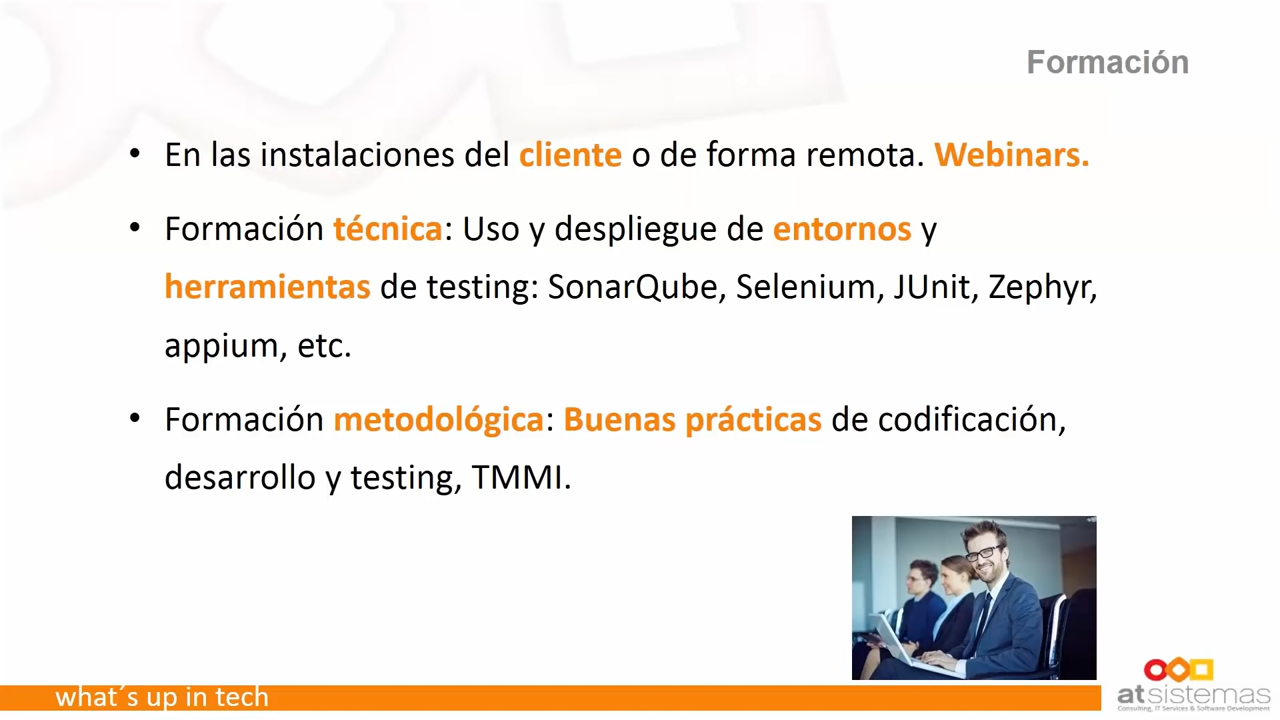 Formación
• En las instalaciones del cliente o de forma remota. Webinars.
• Formación técnica: Uso y despliegue de entornos y
herramientas de testing: SonarQube, Selenium, JUnit, Zephyr,
appium, etc.
• Formación metodológica: Buenas prácticas de codificación,
desarrollo y testing, TMMI.
what´s up in tech
atsistemas
Consulting, IT Services & Software Development